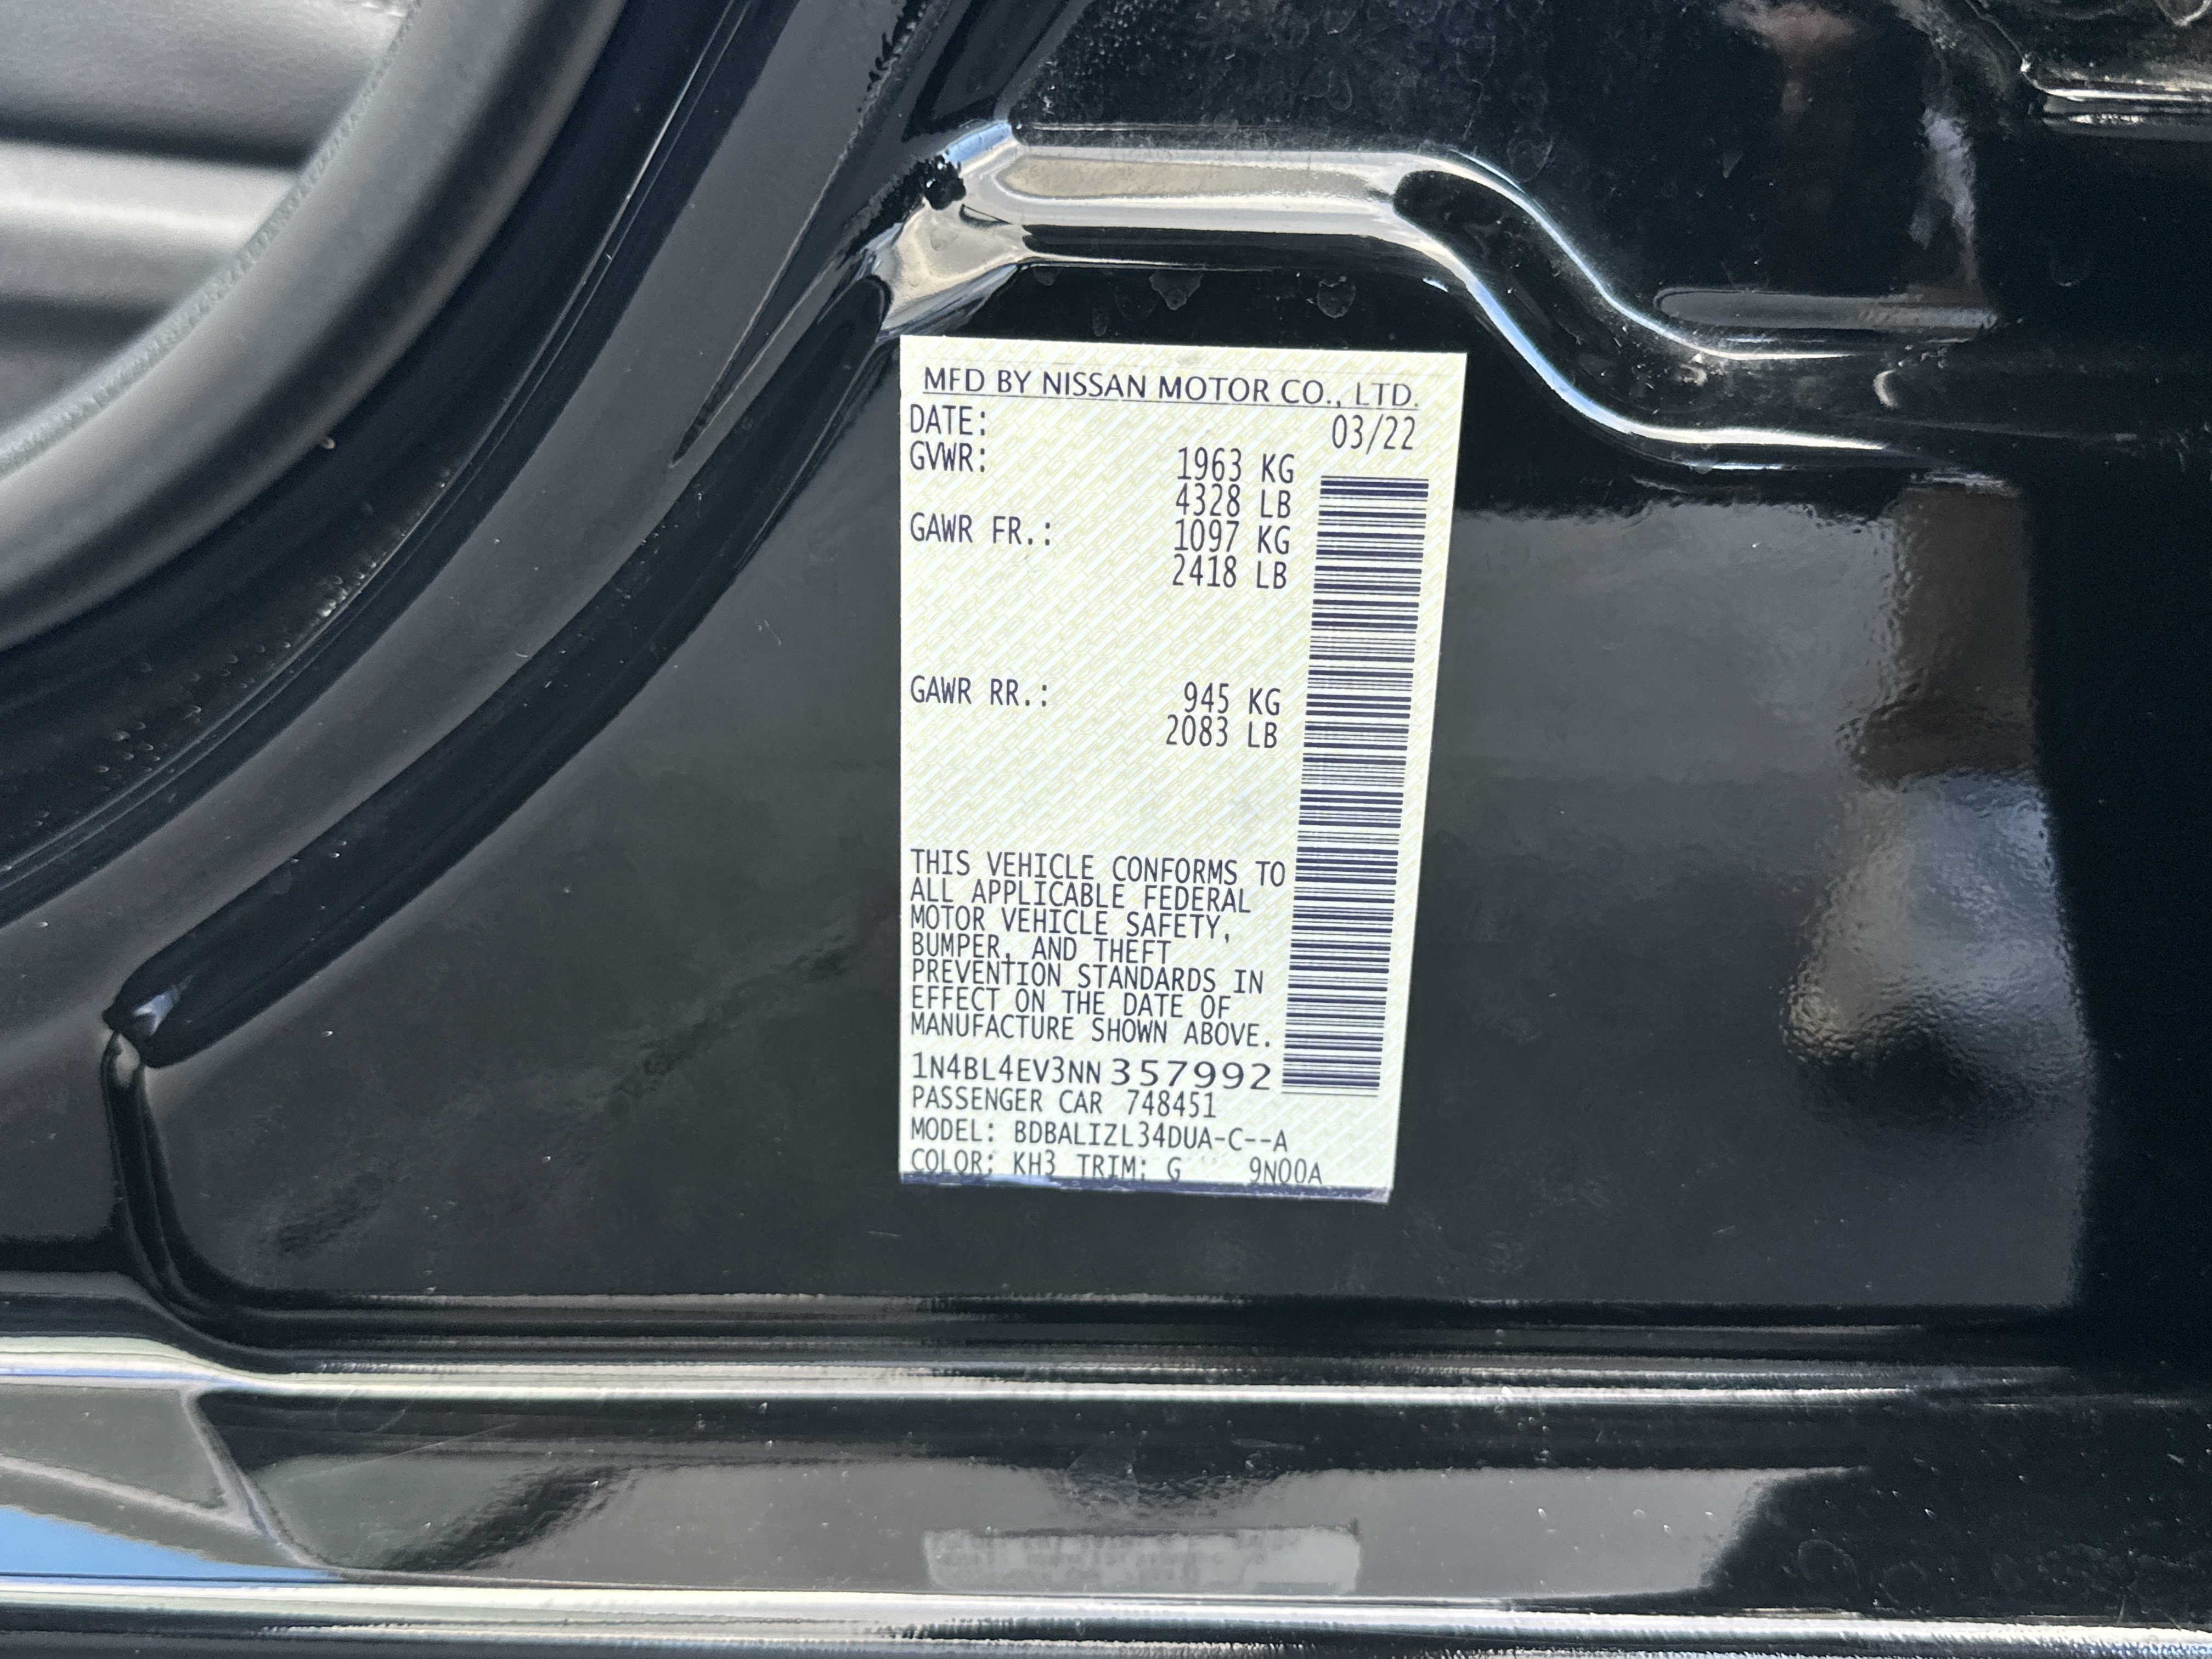 MFD BY NISSAN MOTOR CO., LTD.
DATE: 03/22
GVWR: 1963 KG
4328 LB
GAWR FR.: 1097 KG
2418 LB
GAWR RR.: 945 KG
2083 LB
THIS VEHICLE CONFORMS TO
ALL APPLICABLE FEDERAL
MOTOR VEHICLE SAFETY,
BUMPER, AND THEFT
PREVENTION STANDARDS IN
EFFECT ON THE DATE OF
MANUFACTURE SHOWN ABOVE.
1N4BL4EV3NN357992
PASSENGER CAR 748451
MODEL: BDBALIZL34DUA-C--A
COLOR: KH3 TRIM: G 9N00A